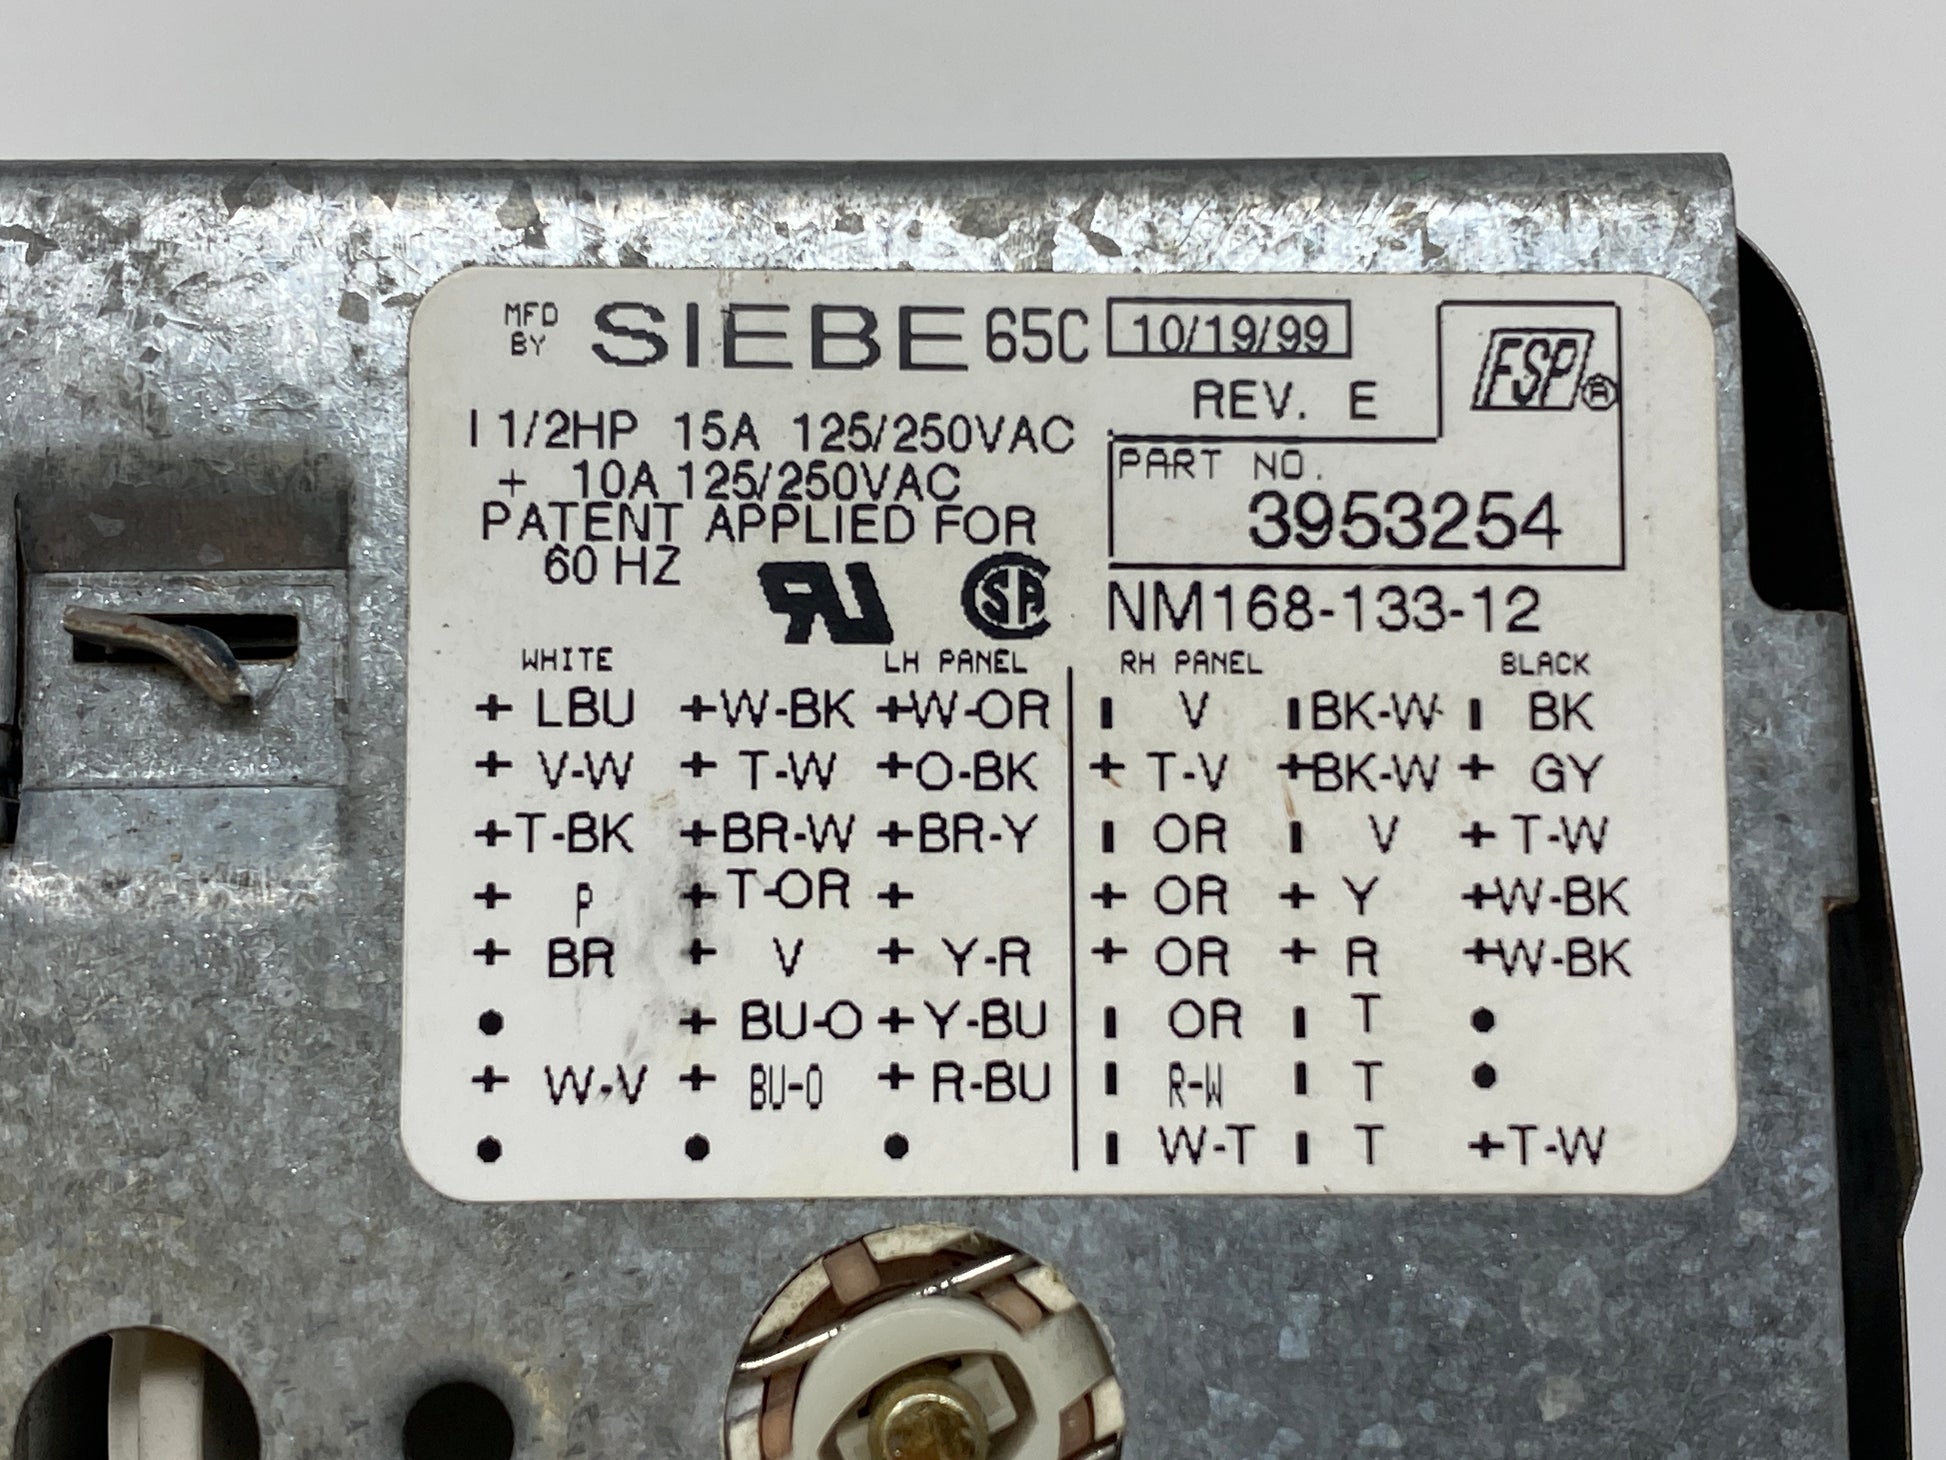 MFD BY SIEBE 65C 10/19/99
REV. E FSP®
1 1/2HP 15A 125/250VAC
+ 10A 125/250VAC
PATENT APPLIED FOR
60 HZ
PART NO.
3953254
NM168-133-12
WHITE LH PANEL RH PANEL BLACK
+ LBU +W-BK +W-OR | V | BK-W | BK
+ V-W + T-W +O-BK + T-V +BK-W + GY
+T-BK +BR-W +BR-Y | OR | V + T-W
+ P +T-OR + + OR + Y +W-BK
+ BR + V + Y-R + OR + R +W-BK
• + BU-O + Y-BU | OR | T •
+ W-V + BU-O + R-BU | R-W | T •
• • • | W-T | T +T-W